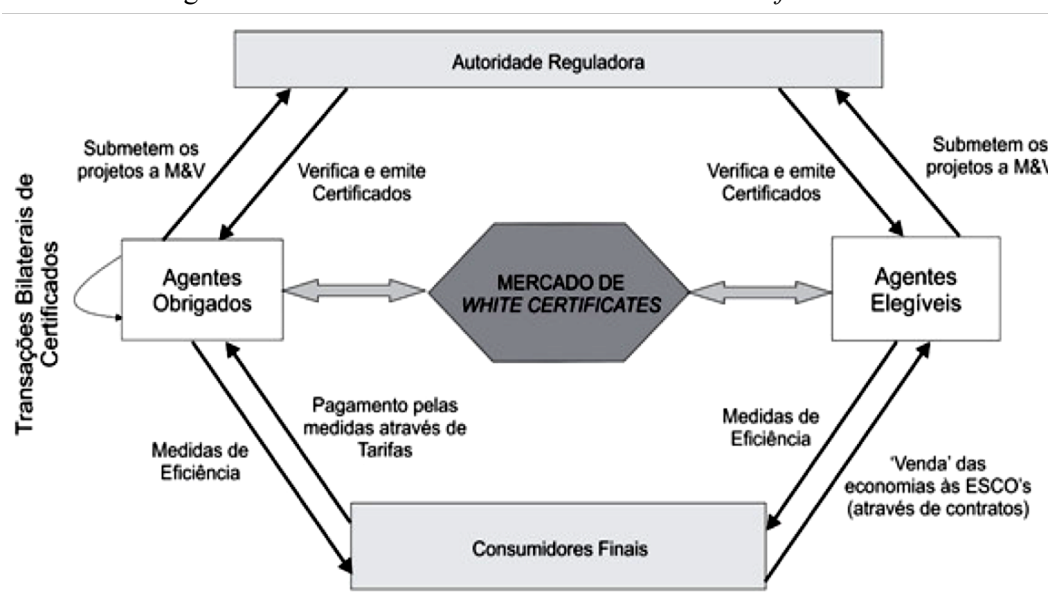 Autoridade Reguladora
Submetem os
projetos a M&V
Verifica e emite
Certificados
Verifica e emite
Certificados
Submetem os
projetos a M&V
Transações Bilaterais de
Certificados
Agentes
Obrigados
MERCADO DE
WHITE CERTIFICATES
Agentes
Elegíveis
Pagamento pelas
medidas através de
Tarifas
Medidas de
Eficiência
Medidas de
Eficiência
‘Venda’ das
economias às ESCO’s
(através de contratos)
Consumidores Finais